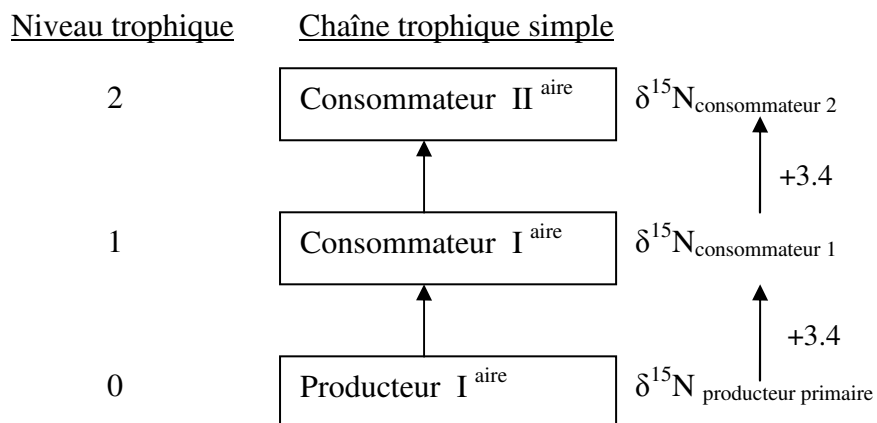 Niveau trophique Chaîne trophique simple
2 Consommateur II aire δ15Nconsommateur 2
+3.4
1 Consommateur I aire δ15Nconsommateur 1
+3.4
0 Producteur I aire δ15N producteur primaire